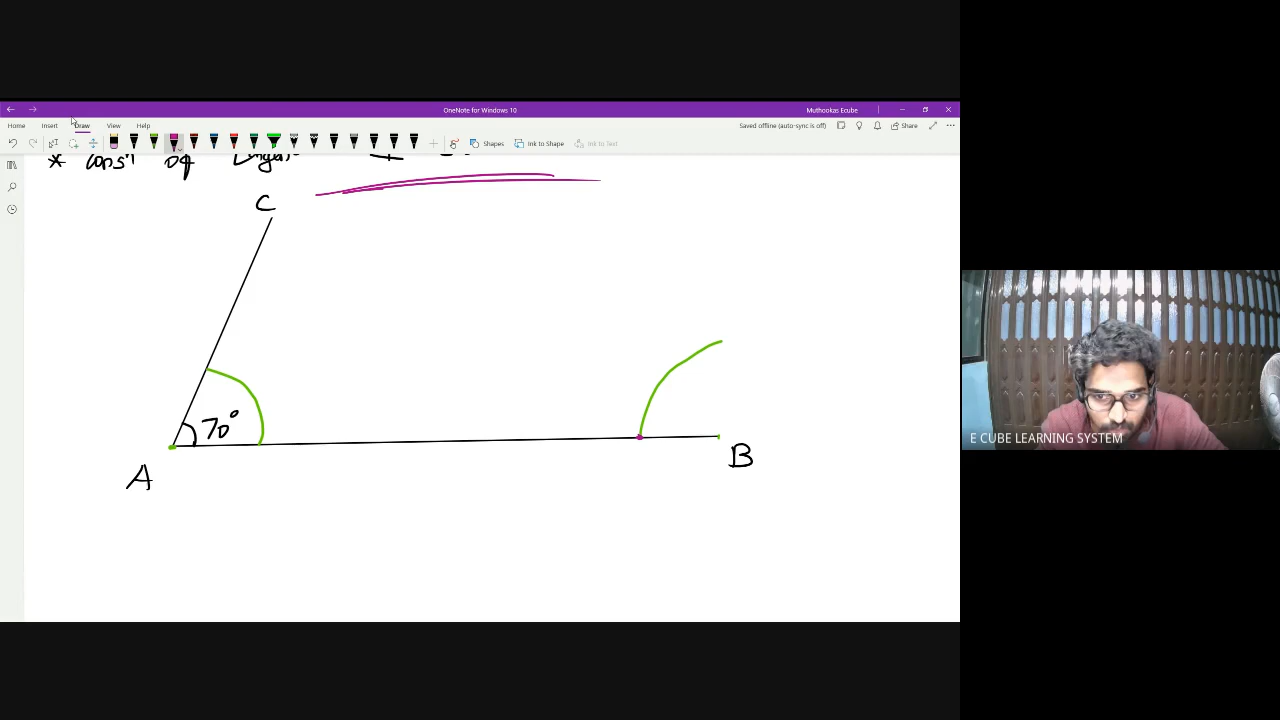 OneNote for Windows 10
Muthookas Ecube
Home Insert Draw View Help
Saved offline (auto-sync is off)
Share
Shapes
Ink to Shape
Ink to Text
of
C
70°
A
B
E CUBE LEARNING SYSTEM